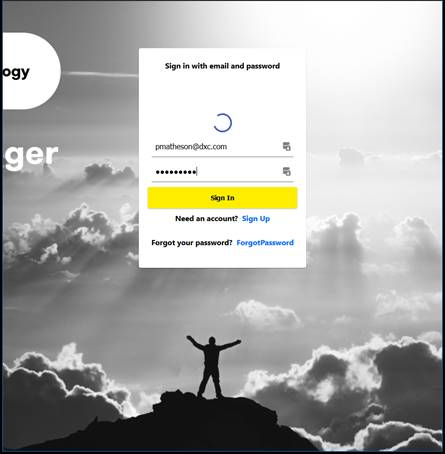 ogy
ger
Sign in with email and password
pmatheson@dxc.com
Sign In
Need an account? Sign Up
Forgot your password? ForgotPassword